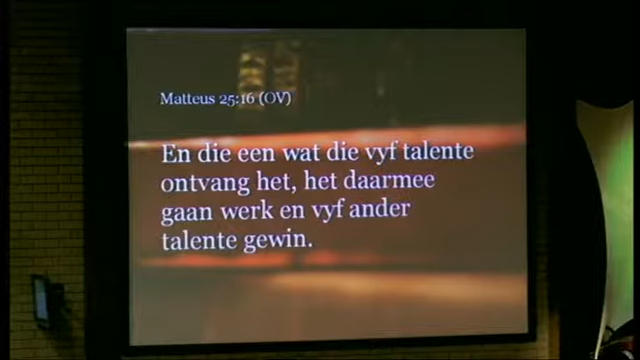 Matteus 25:16 (OV)
En die een wat die vyf talente
ontvang het, het daarmee
gaan werk en vyf ander
talente gewin.